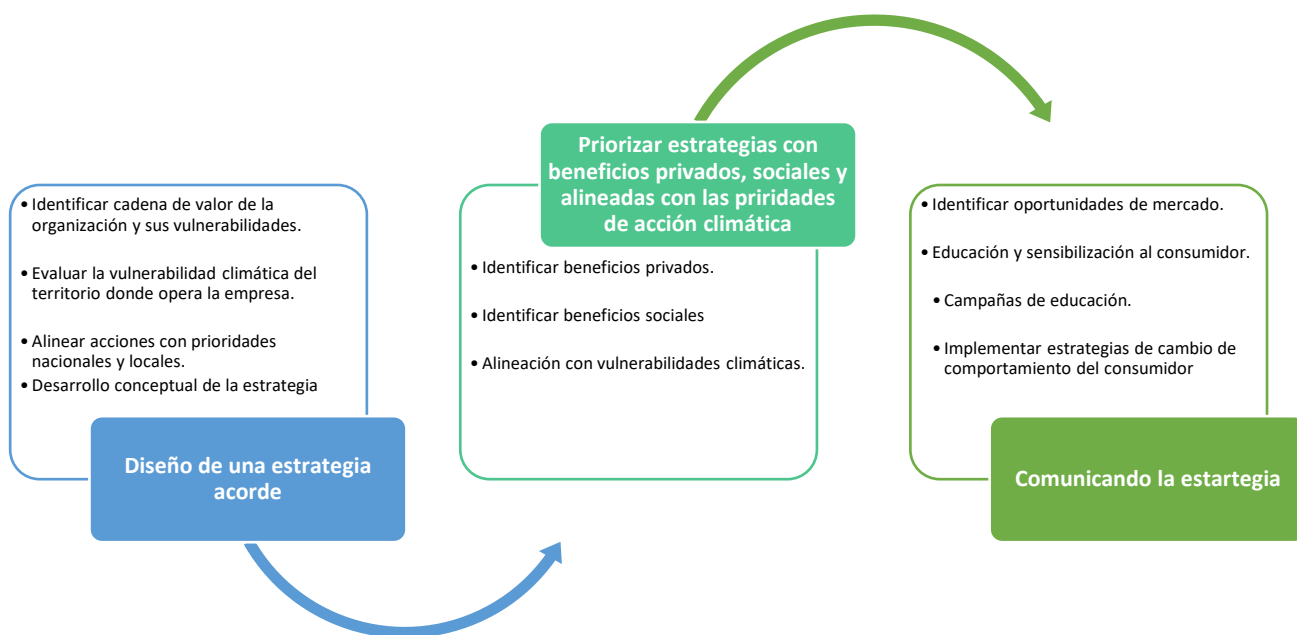 • Identificar cadena de valor de la
organización y sus vulnerabilidades.
• Evaluar la vulnerabilidad climática del
territorio donde opera la empresa.
• Alinear acciones con prioridades
nacionales y locales.
• Desarrollo conceptual de la estrategia
Diseño de una estrategia
acorde
Priorizar estrategias con
beneficios privados, sociales y
alineadas con las priridades
de acción climática
• Identificar beneficios privados.
• Identificar beneficios sociales
• Alineación con vulnerabilidades climáticas.
• Identificar oportunidades de mercado.
• Educación y sensibilización al consumidor.
• Campañas de educación.
• Implementar estrategias de cambio de
comportamiento del consumidor
Comunicando la estartegia